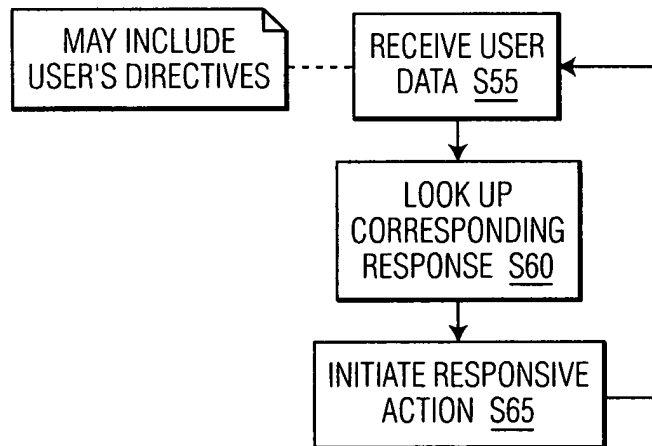 MAY INCLUDE
USER'S DIRECTIVES
RECEIVE USER
DATA S55
LOOK UP
CORRESPONDING
RESPONSE S60
INITIATE RESPONSIVE
ACTION S65